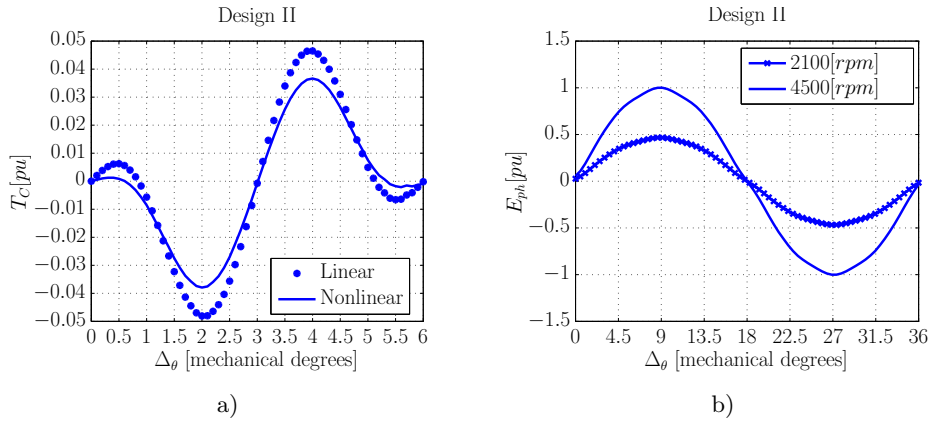 Design II
0.05
0.04
0.03
0.02
0.01
0
−0.01
−0.02
−0.03
−0.04
−0.05
T_C[pu]
Linear
Nonlinear
0 0.5 1 1.5 2 2.5 3 3.5 4 4.5 5 5.5 6
Δ_θ [mechanical degrees]
a)
Design II
1.5
1
0.5
0
−0.5
−1
−1.5
E_{ph}[pu]
2100[rpm]
4500[rpm]
0 4.5 9 13.5 18 22.5 27 31.5 36
Δ_θ [mechanical degrees]
b)